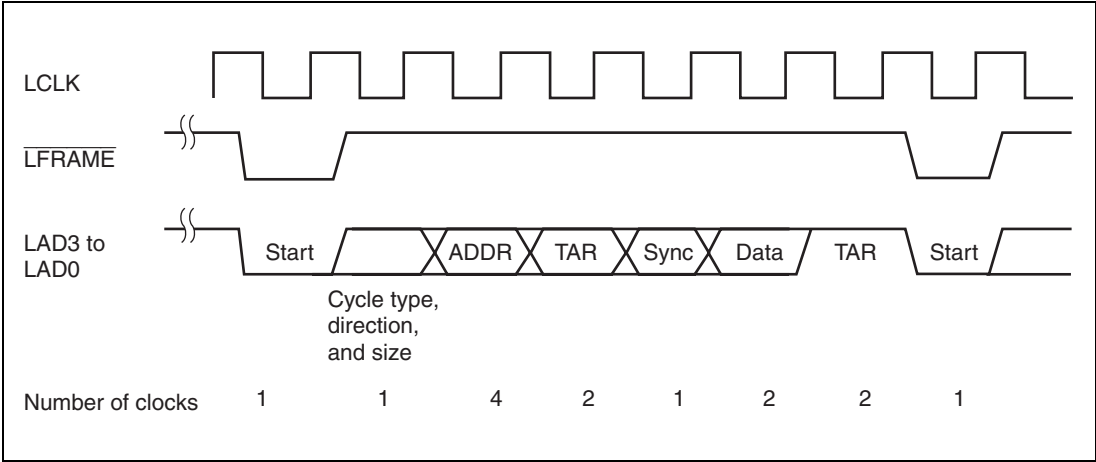 LCLK
LFRAME
LAD3 to
LAD0
Start
ADDR
TAR
Sync
Data
TAR
Start
Cycle type,
direction,
and size
Number of clocks 1 1 4 2 1 2 2 1